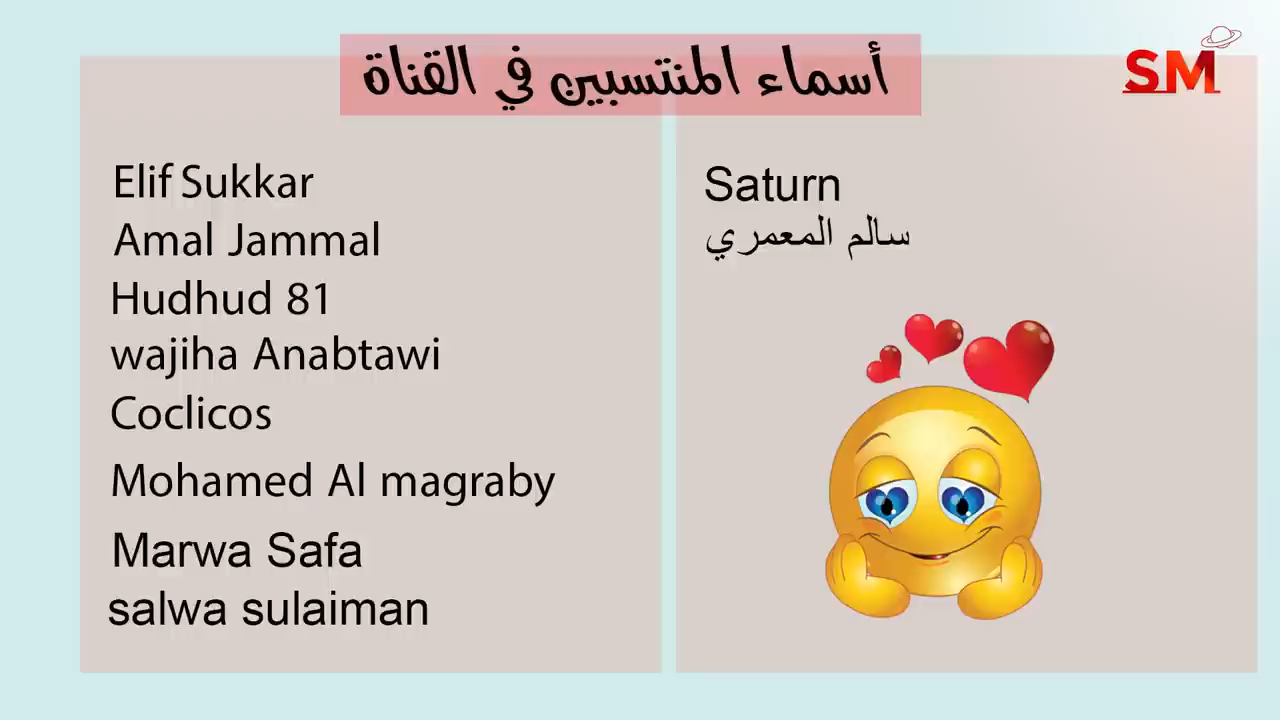 أسماء المنتسبين في القناة
SM
Elif Sukkar
Amal Jammal
Hudhud 81
wajiha Anabtawi
Coclicos
Mohamed Al magraby
Marwa Safa
salwa sulaiman
Saturn
سالم المعمري